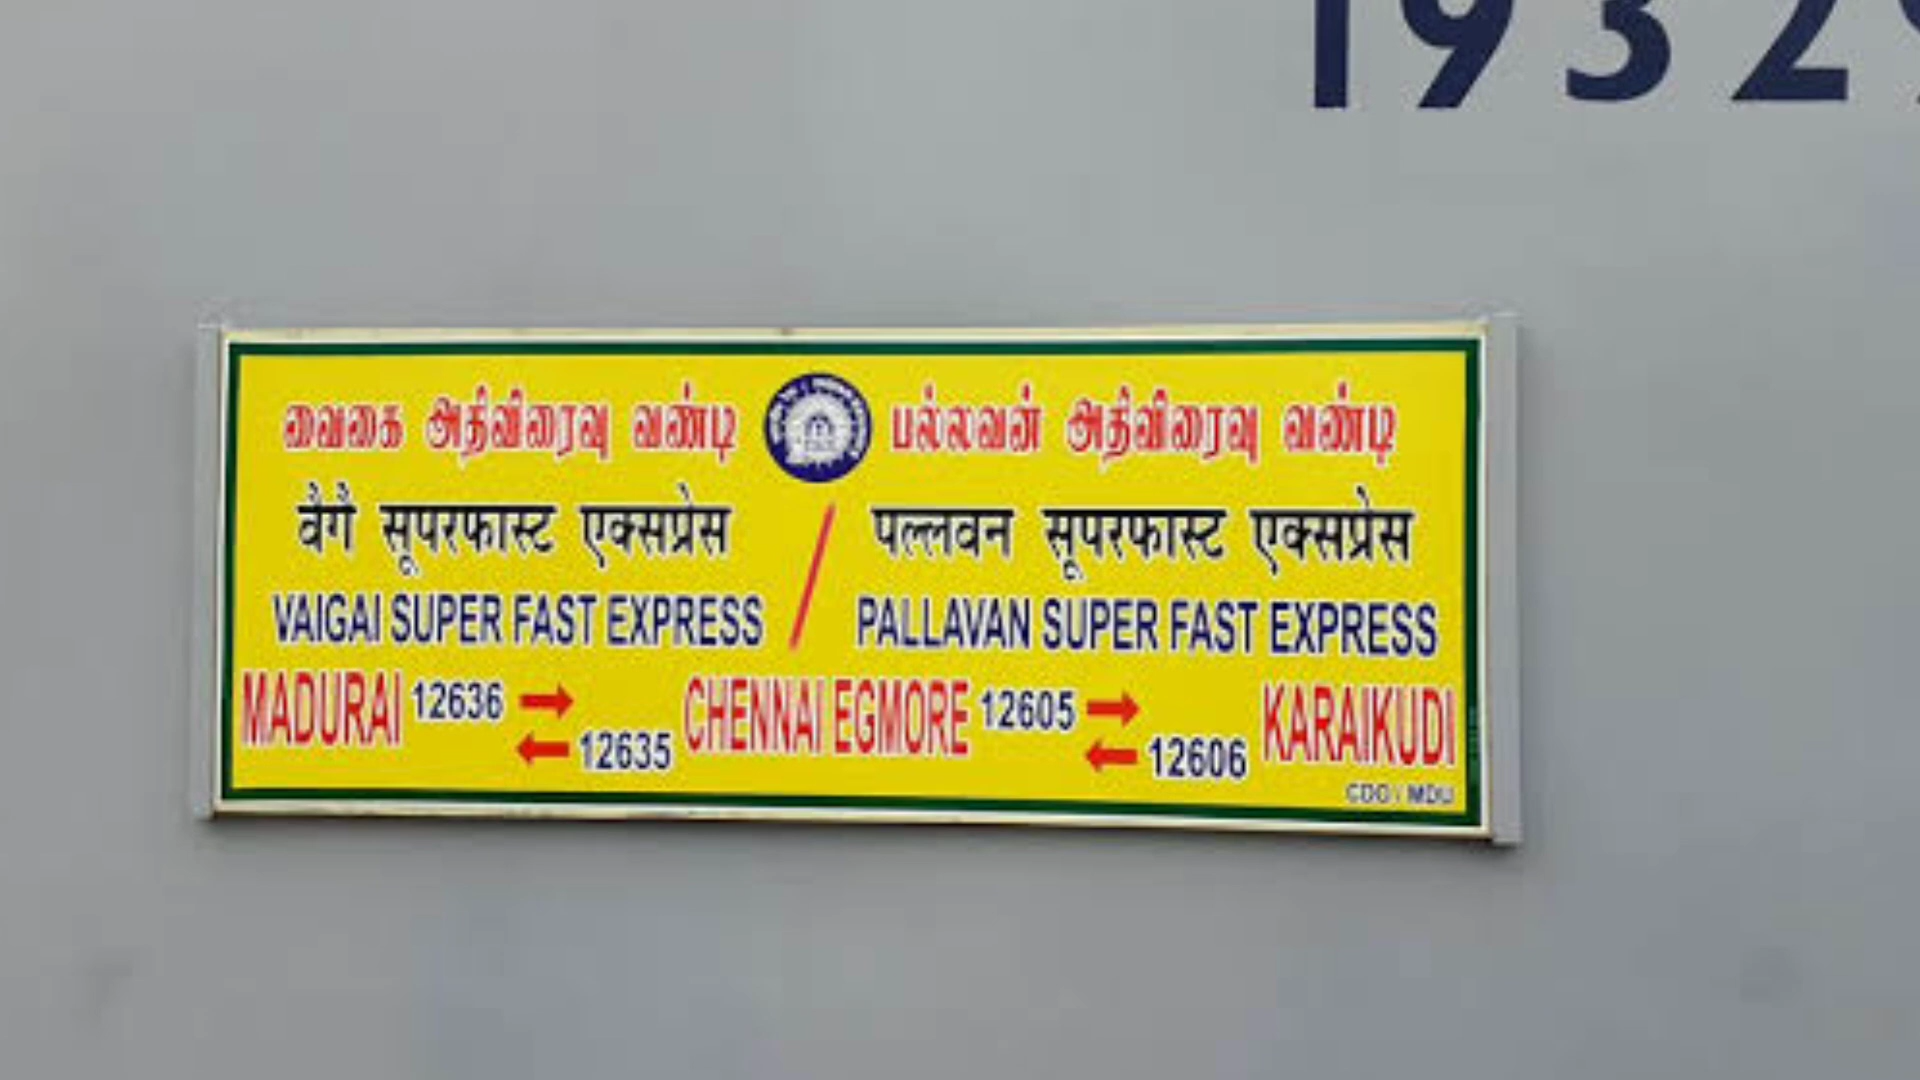 1932
வைகை அதிவிரைவு வண்டி பல்லவன் அதிவிரைவு வண்டி
वैगै सूपरफास्ट एक्सप्रेस / पल्लवन सूपरफास्ट एक्सप्रेस
VAIGAI SUPER FAST EXPRESS PALLAVAN SUPER FAST EXPRESS
MADURAI 12636 → CHENNAI EGMORE 12605 → KARAIKUDI
← 12635 ← 12606
CDO / MDU